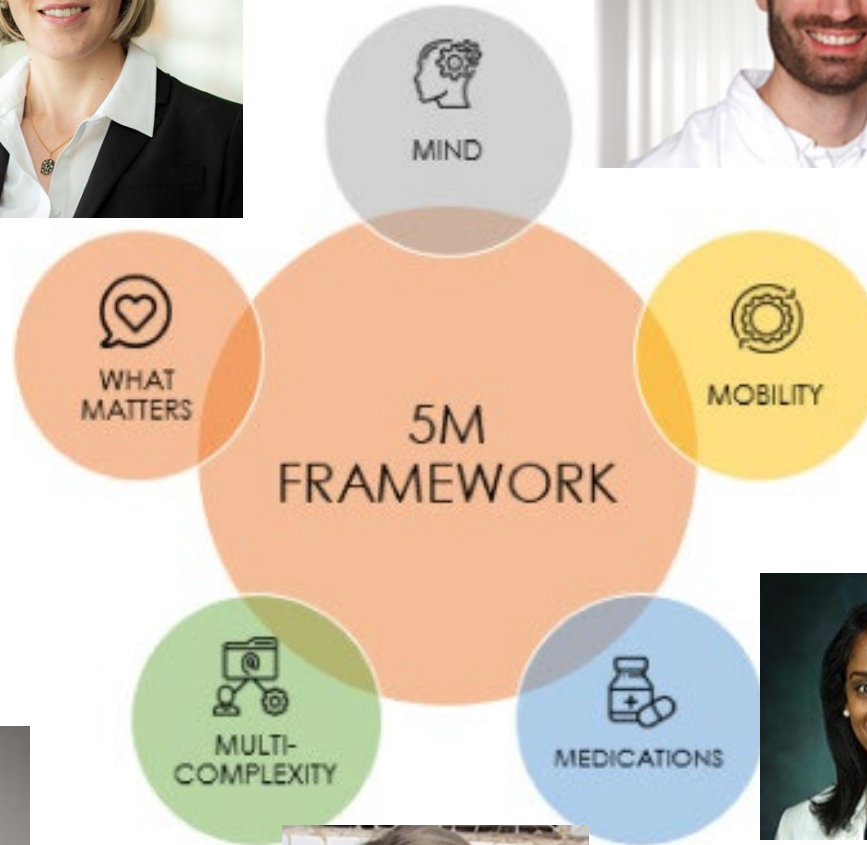 MIND
WHAT
MATTERS
MOBILITY
5M
FRAMEWORK
MULTI-
COMPLEXITY
MEDICATIONS